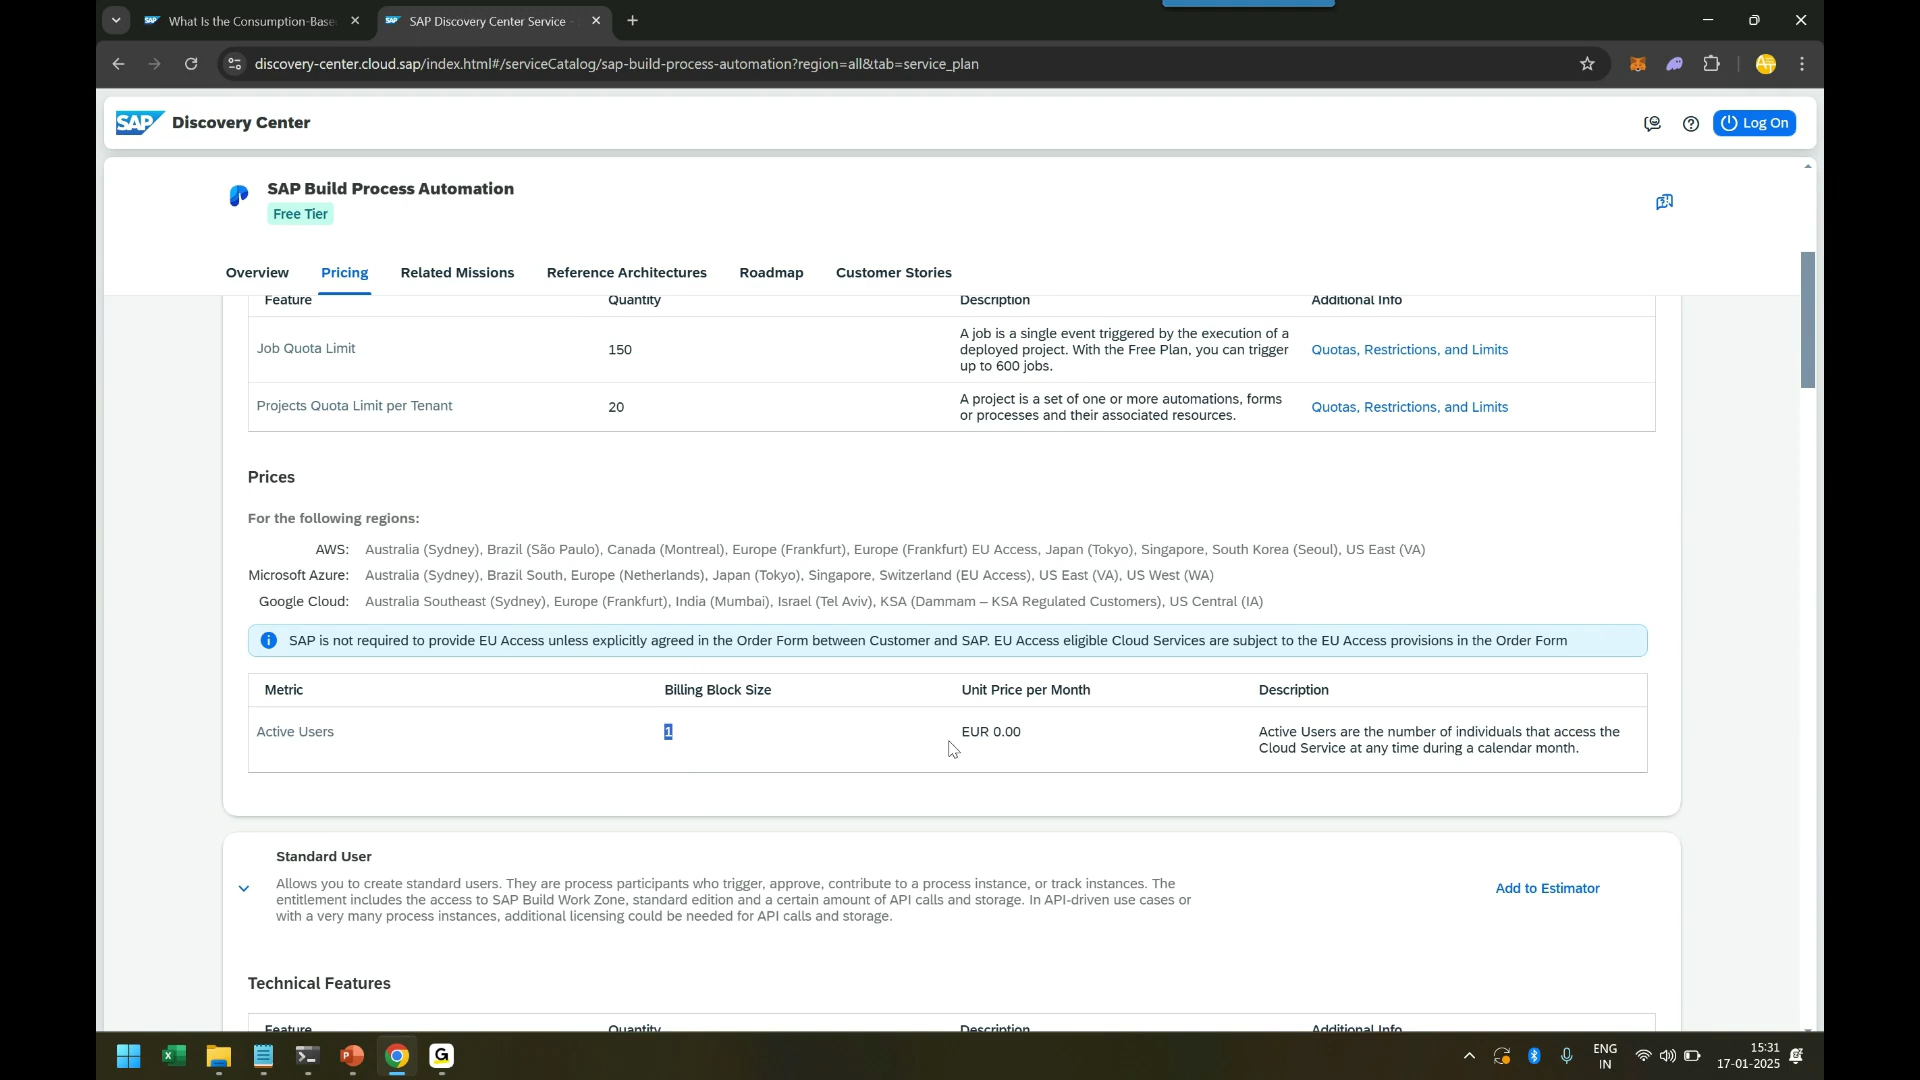 What Is the Consumption-Base
SAP Discovery Center Service -
discovery-center.cloud.sap/index.html#/serviceCatalog/sap-build-process-automation?region=all&tab=service_plan
SAP Discovery Center
Log On
SAP Build Process Automation
Free Tier
Overview Pricing Related Missions Reference Architectures Roadmap Customer Stories
Feature Quantity Description Additional Info
Job Quota Limit 150 A job is a single event triggered by the execution of a
deployed project. With the Free Plan, you can trigger
up to 600 jobs. Quotas, Restrictions, and Limits
Projects Quota Limit per Tenant 20 A project is a set of one or more automations, forms
or processes and their associated resources. Quotas, Restrictions, and Limits
Prices
For the following regions:
AWS: Australia (Sydney), Brazil (São Paulo), Canada (Montreal), Europe (Frankfurt), Europe (Frankfurt) EU Access, Japan (Tokyo), Singapore, South Korea (Seoul), US East (VA)
Microsoft Azure: Australia (Sydney), Brazil South, Europe (Netherlands), Japan (Tokyo), Singapore, Switzerland (EU Access), US East (VA), US West (WA)
Google Cloud: Australia Southeast (Sydney), Europe (Frankfurt), India (Mumbai), Israel (Tel Aviv), KSA (Dammam – KSA Regulated Customers), US Central (IA)
SAP is not required to provide EU Access unless explicitly agreed in the Order Form between Customer and SAP. EU Access eligible Cloud Services are subject to the EU Access provisions in the Order Form
Metric Billing Block Size Unit Price per Month Description
Active Users 1 EUR 0.00 Active Users are the number of individuals that access the
Cloud Service at any time during a calendar month.
Standard User
Allows you to create standard users. They are process participants who trigger, approve, contribute to a process instance, or track instances. The
entitlement includes the access to SAP Build Work Zone, standard edition and a certain amount of API calls and storage. In API-driven use cases or
with a very many process instances, additional licensing could be needed for API calls and storage.
Add to Estimator
Technical Features
Feature Quantity Description Additional Info
ENG
IN
15:31
17-01-2025